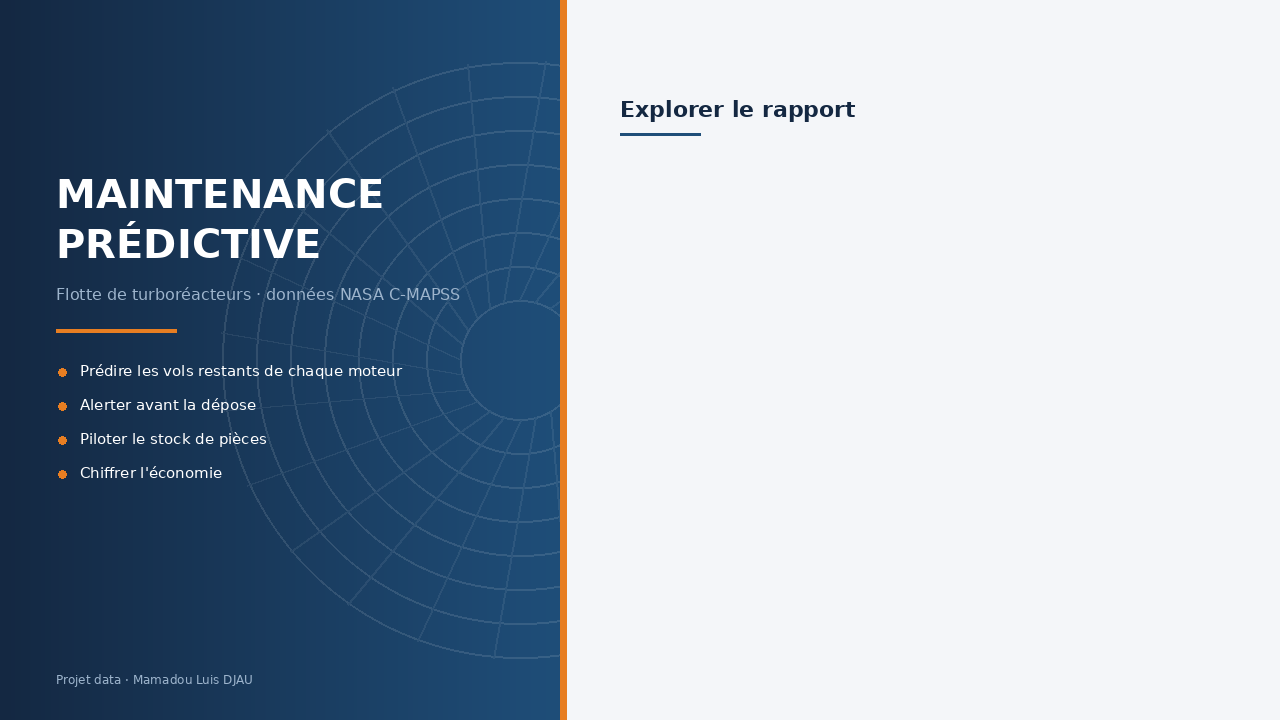 MAINTENANCE
PRÉDICTIVE
Flotte de turboréacteurs · données NASA C-MAPSS
Prédire les vols restants de chaque moteur
Alerter avant la dépose
Piloter le stock de pièces
Chiffrer l'économie
Projet data · Mamadou Luis DJAU
Explorer le rapport